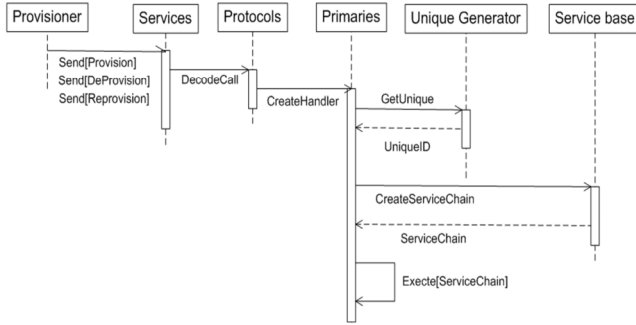 Provisioner
Services
Protocols
Primaries
Unique Generator
Service base
Send[Provision]
Send[DeProvision]
Send[Reprovision]
DecodeCall
CreateHandler
GetUnique
UniqueID
CreateServiceChain
ServiceChain
Execte[ServiceChain]